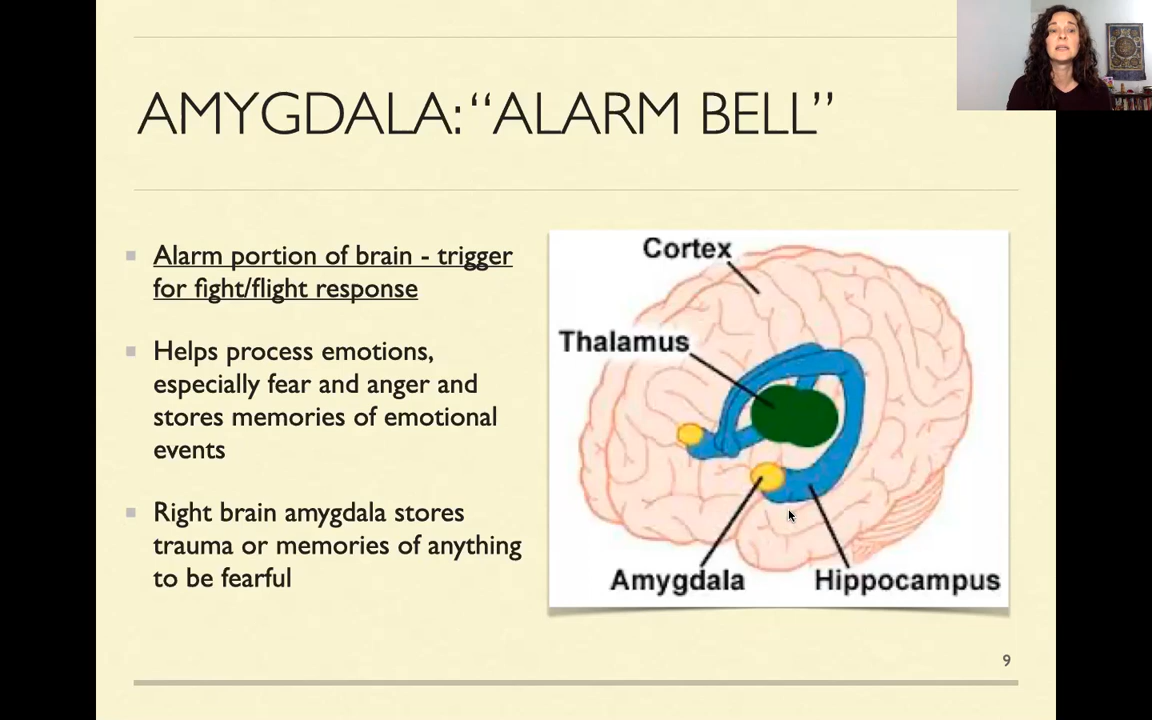 AMYGDALA: “ALARM BELL”
Alarm portion of brain - trigger
for fight/flight response
Helps process emotions,
especially fear and anger and
stores memories of emotional
events
Right brain amygdala stores
trauma or memories of anything
to be fearful
Cortex
Thalamus
Amygdala
Hippocampus
9